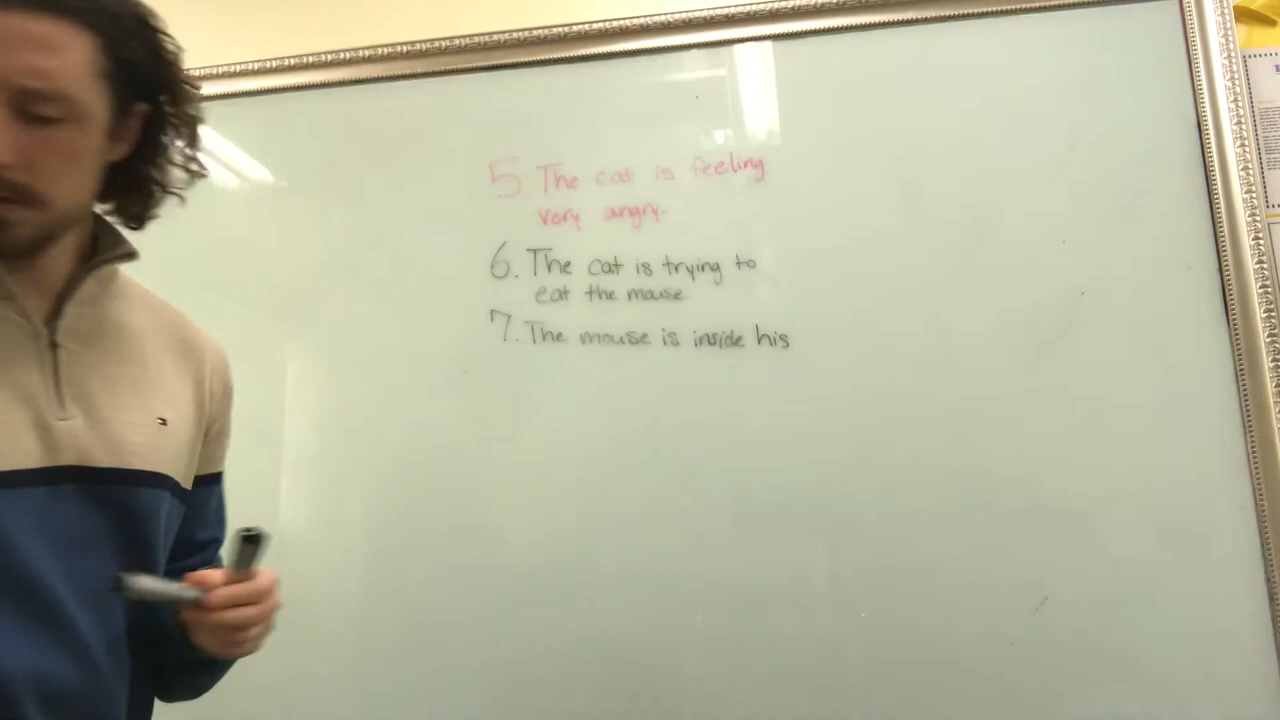 5 The cat is feeling
very angry.
6. The cat is trying to
eat the mouse
7. The mouse is inside his